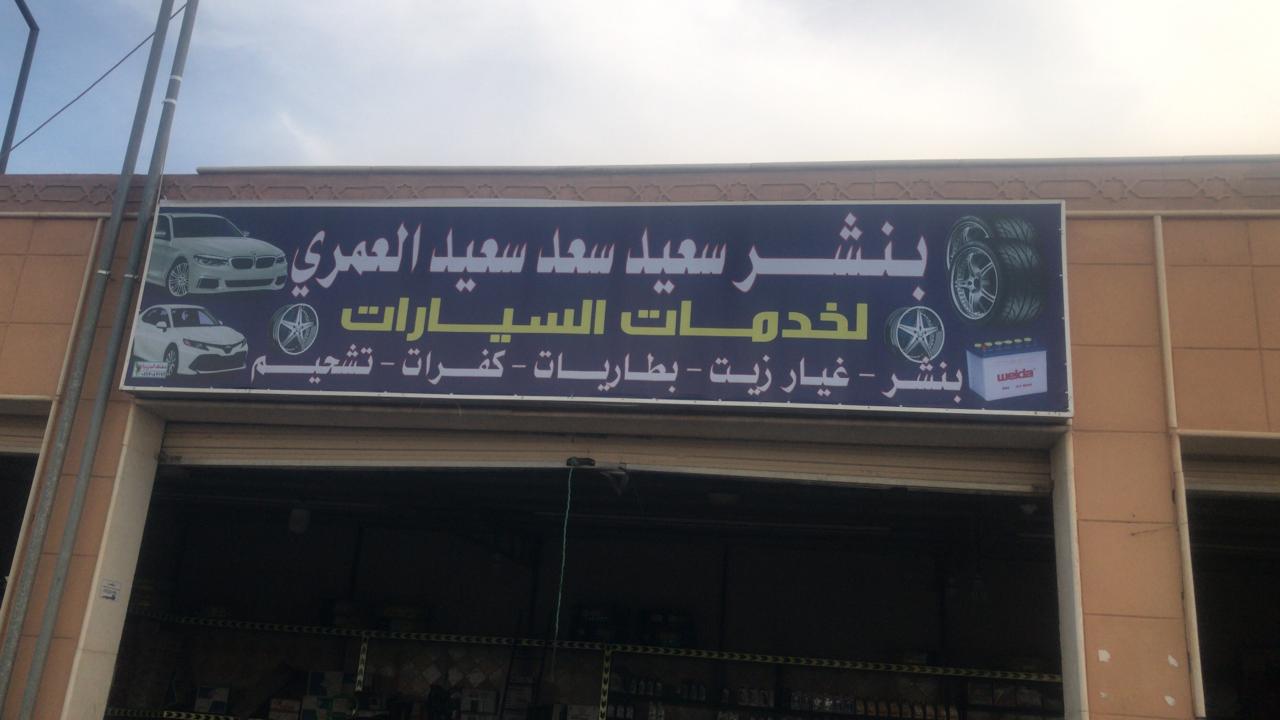 بنشر سعيد سعد سعيد العمري
لخدمات السيارات
بنشر - غيار زيت - بطاريات - كفرات - تشحيم
welda